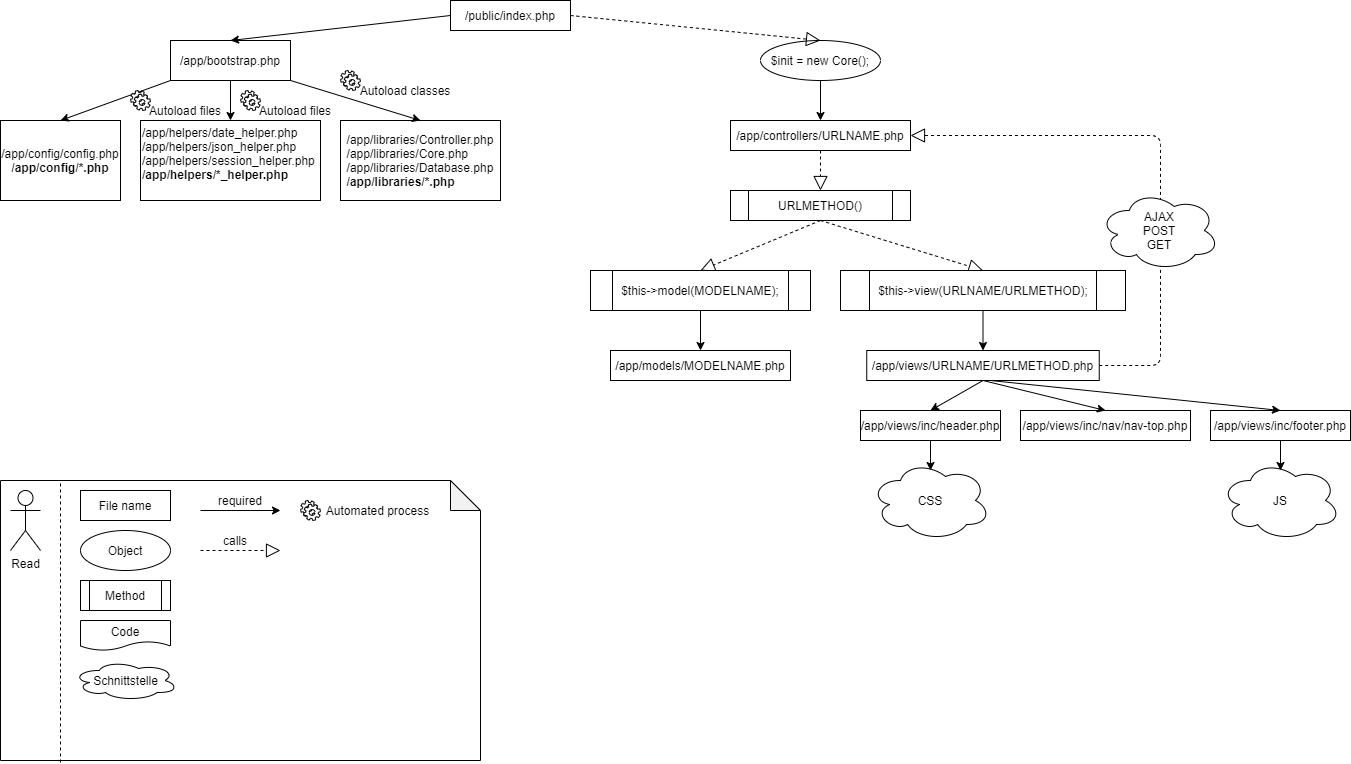 /public/index.php
/app/bootstrap.php
$init = new Core();
Autoload files
Autoload files
Autoload classes
/app/config/config.php
/app/config/*.php
/app/helpers/date_helper.php
/app/helpers/json_helper.php
/app/helpers/session_helper.php
/app/helpers/*_helper.php
/app/libraries/Controller.php
/app/libraries/Core.php
/app/libraries/Database.php
/app/libraries/*.php
/app/controllers/URLNAME.php
URLMETHOD()
AJAX
POST
GET
$this->model(MODELNAME);
$this->view(URLNAME/URLMETHOD);
/app/models/MODELNAME.php
/app/views/URLNAME/URLMETHOD.php
/app/views/inc/header.php
/app/views/inc/nav/nav-top.php
/app/views/inc/footer.php
CSS
JS
Read
File name
Object
Method
Code
Schnittstelle
required
calls
Automated process